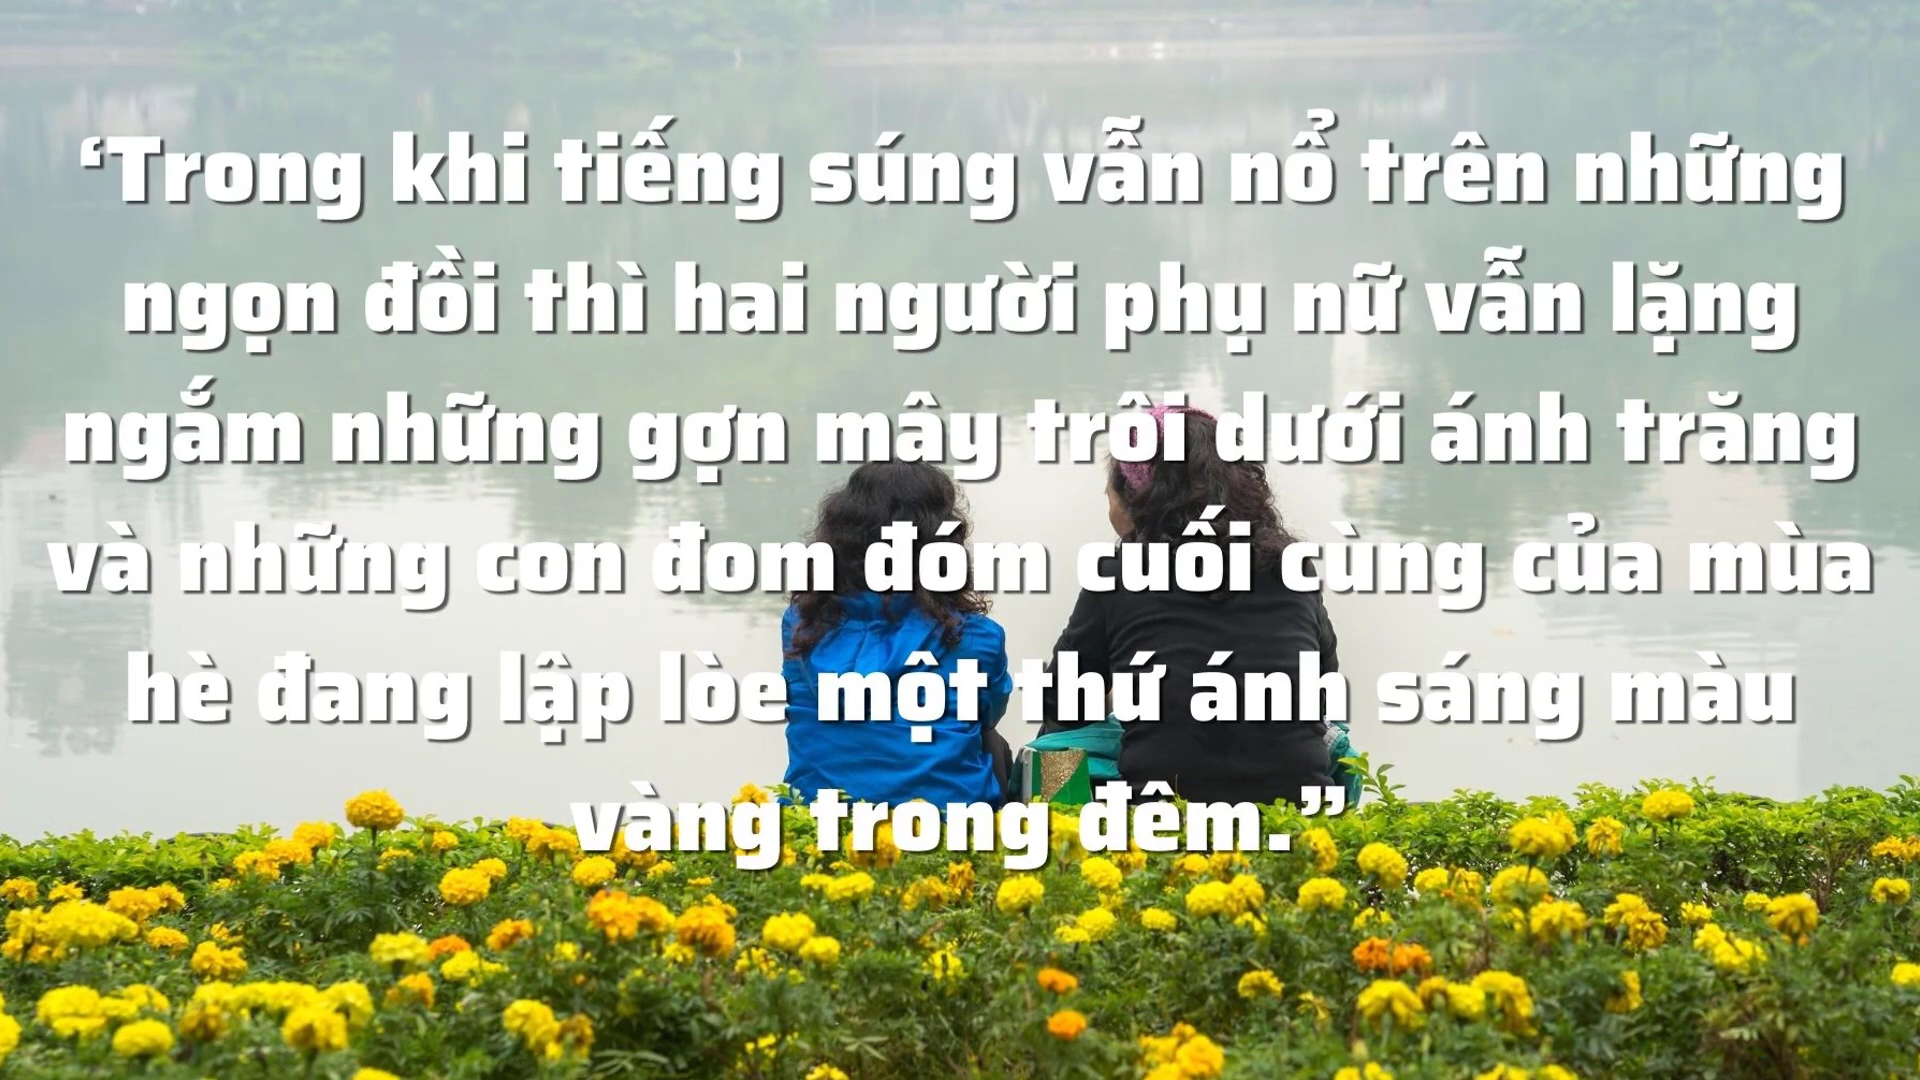 ‘Trong khi tiếng súng vẫn nổ trên những
ngọn đồi thì hai người phụ nữ vẫn lặng
ngắm những gợn mây trôi dưới ánh trăng
và những con đom đóm cuối cùng của mùa
hè đang lập lòe một thứ ánh sáng màu
vàng trong đêm.”